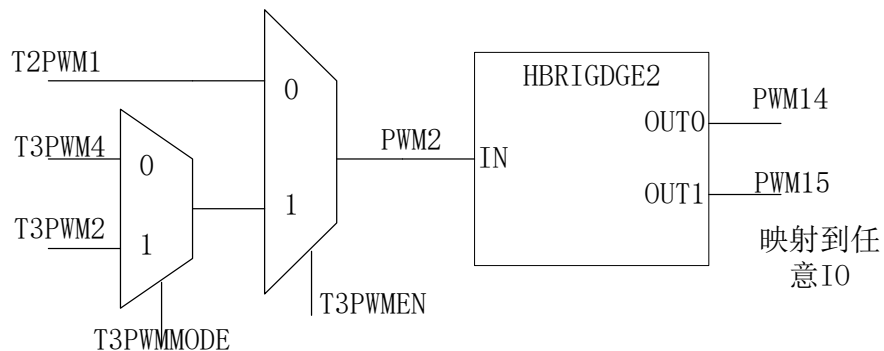 T2PWM1
0
HBRIGDGE2
PWM14
T3PWM4
0
PWM2
IN
OUT0
T3PWM2
1
1
OUT1
PWM15
映射到任
意IO
T3PWMMODE
T3PWMEN